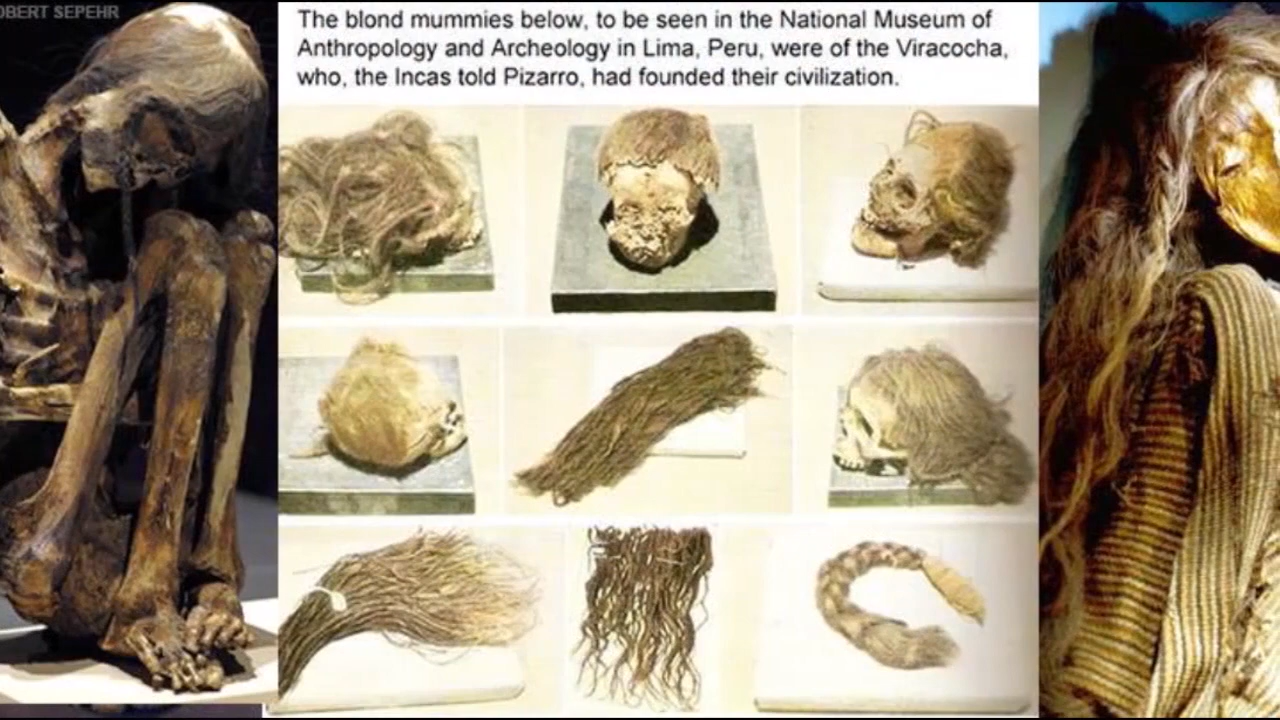 OBERT SEPEHR
The blond mummies below, to be seen in the National Museum of
Anthropology and Archeology in Lima, Peru, were of the Viracocha,
who, the Incas told Pizarro, had founded their civilization.